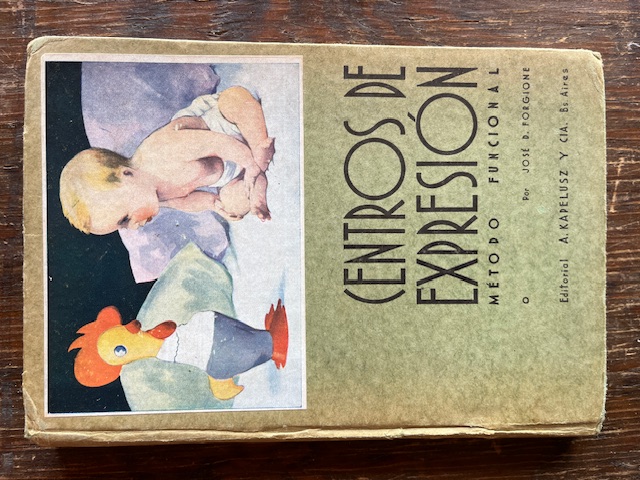 CENTROS DE
EXPRESIÓN
MÉTODO FUNCIONAL
O Por JOSÉ D. FORGIONE
Editorial A. KAPELUSZ Y CIA. Bs. Aires